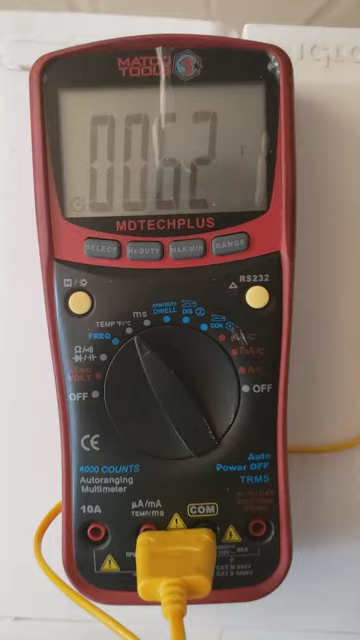 MATCO
TOOLS
0062
F
MDTECHPLUS
SELECT Hz/DUTY MAX/MIN RANGE
RS232
TEMP °F/°C ms RPM/DUTY DWELL DIS CON
FREQ
Ω
VOLT
OFF OFF
CE
4000 COUNTS
Autoranging
Multimeter
Auto
Power OFF
TRMS
10A µA/mA
TEMP/ms COM